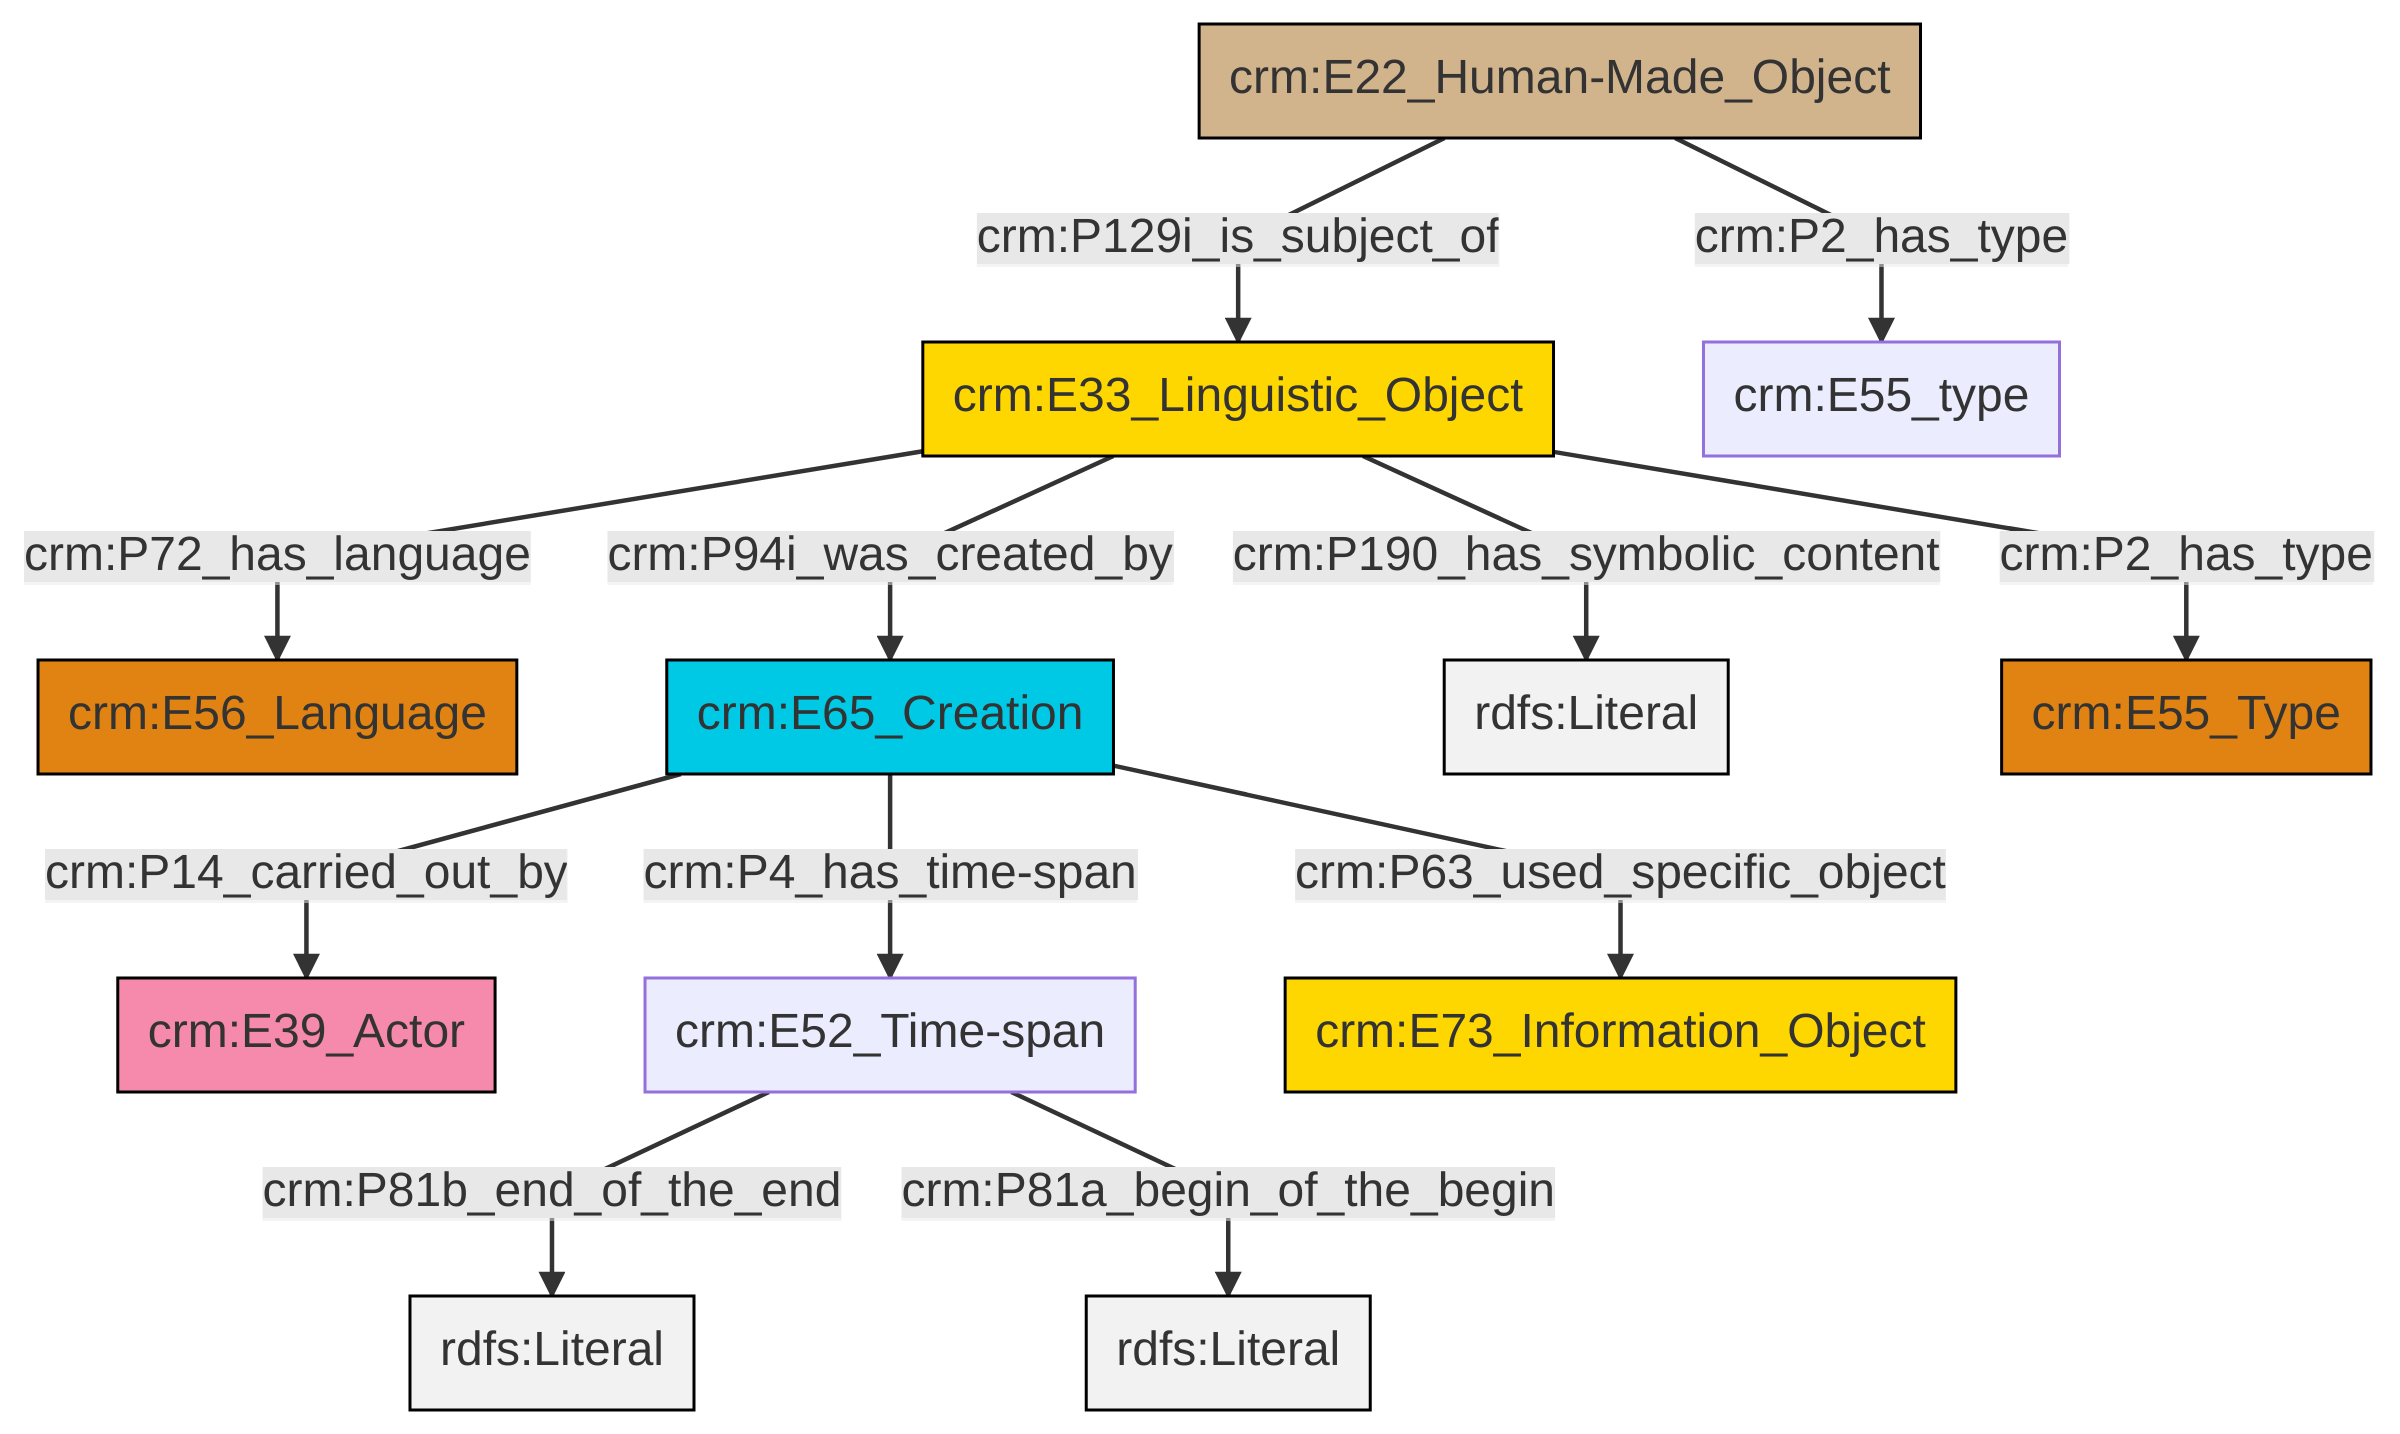 crm:E22_Human-Made_Object
crm:P129i_is_subject_of
crm:P2_has_type
crm:E33_Linguistic_Object
crm:E55_type
crm:P72_has_language
crm:P94i_was_created_by
crm:P190_has_symbolic_content
crm:P2_has_type
crm:E56_Language
crm:E65_Creation
rdfs:Literal
crm:E55_Type
crm:P14_carried_out_by
crm:P4_has_time-span
crm:P63_used_specific_object
crm:E39_Actor
crm:E52_Time-span
crm:E73_Information_Object
crm:P81b_end_of_the_end
crm:P81a_begin_of_the_begin
rdfs:Literal
rdfs:Literal